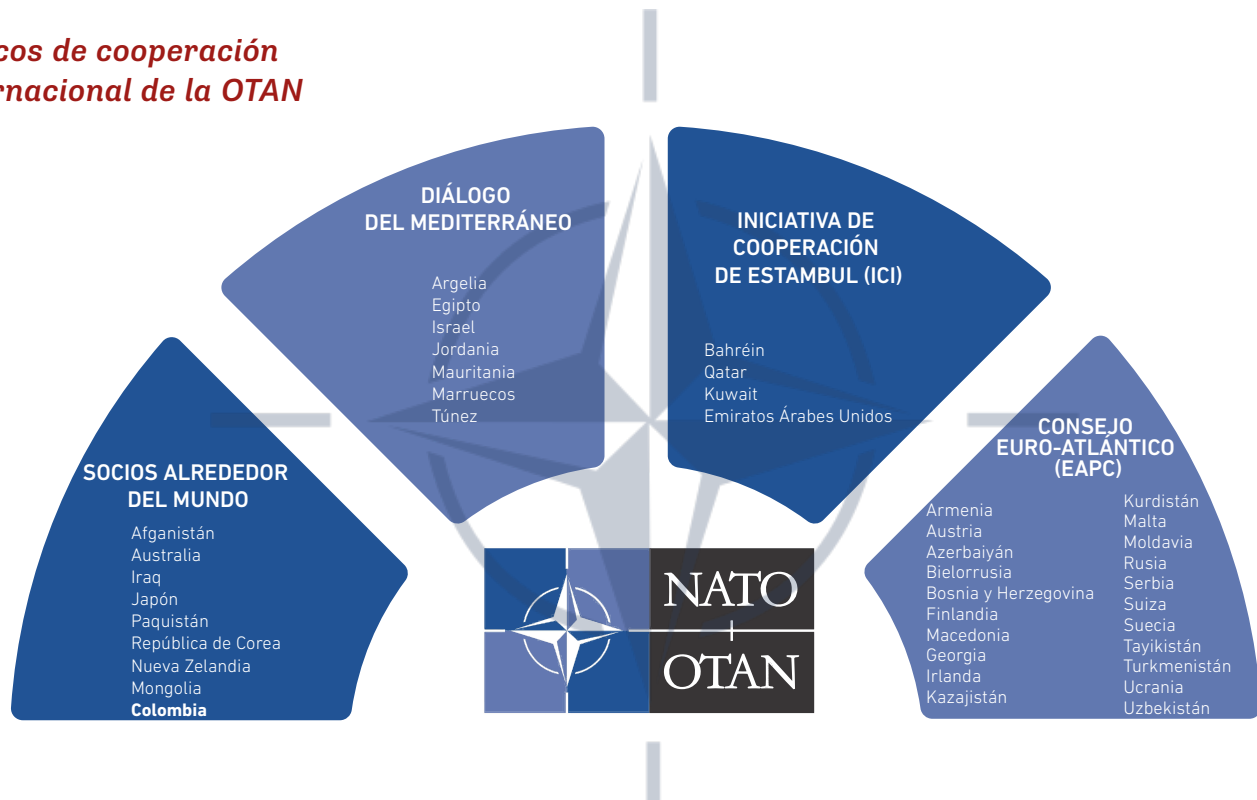 cos de cooperación
rnacional de la OTAN
DIÁLOGO
DEL MEDITERRÁNEO
Argelia
Egipto
Israel
Jordania
Mauritania
Marruecos
Túnez
INICIATIVA DE
COOPERACIÓN
DE ESTAMBUL (ICI)
Bahréin
Qatar
Kuwait
Emiratos Árabes Unidos
SOCIOS ALREDEDOR
DEL MUNDO
Afganistán
Australia
Iraq
Japón
Paquistán
República de Corea
Nueva Zelandia
Mongolia
Colombia
CONSEJO
EURO-ATLÁNTICO
(EAPC)
Armenia
Austria
Azerbaiyán
Bielorrusia
Bosnia y Herzegovina
Finlandia
Macedonia
Georgia
Irlanda
Kazajistán
Kurdistán
Malta
Moldavia
Rusia
Serbia
Suiza
Suecia
Tayikistán
Turkmenistán
Ucrania
Uzbekistán
NATO
OTAN